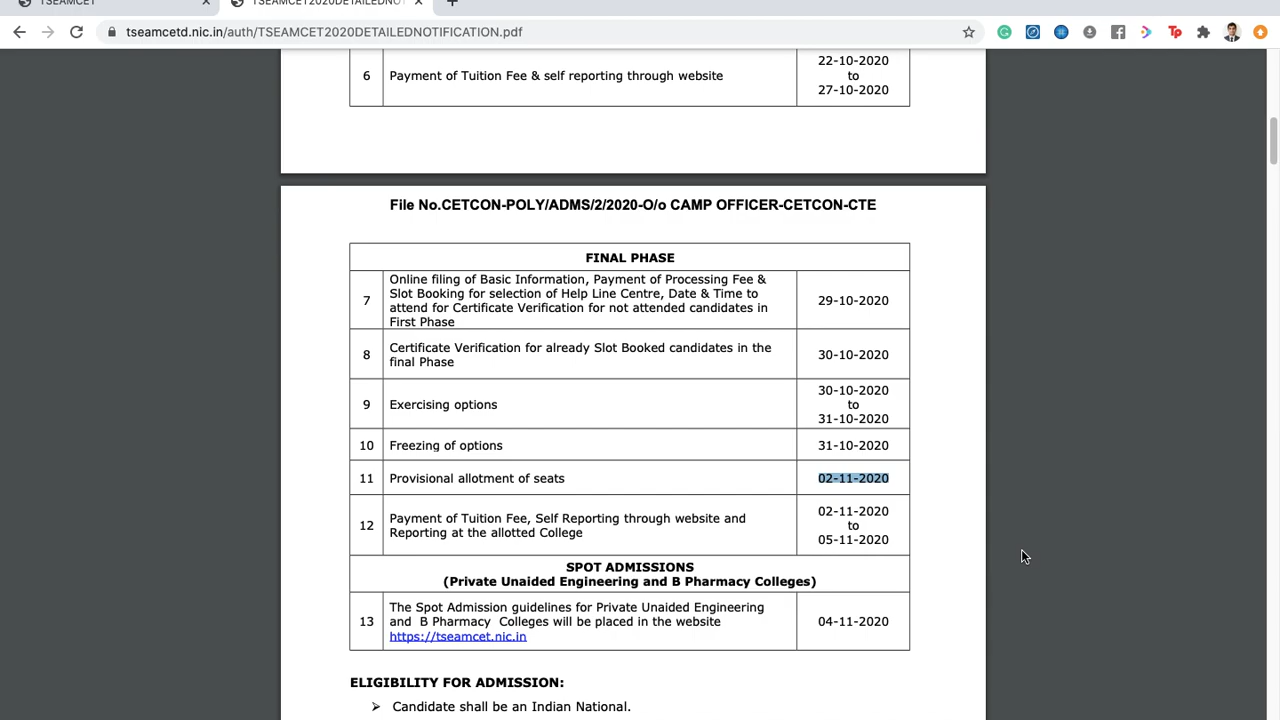 TSEAMCET
TSEAMCET2020DETAILEDNOT
tseamcetd.nic.in/auth/TSEAMCET2020DETAILEDNOTIFICATION.pdf
6 Payment of Tuition Fee & self reporting through website
22-10-2020
to
27-10-2020
File No.CETCON-POLY/ADMS/2/2020-O/o CAMP OFFICER-CETCON-CTE
FINAL PHASE
7
Online filing of Basic Information, Payment of Processing Fee &
Slot Booking for selection of Help Line Centre, Date & Time to
attend for Certificate Verification for not attended candidates in
First Phase
29-10-2020
8
Certificate Verification for already Slot Booked candidates in the
final Phase
30-10-2020
9 Exercising options
30-10-2020
to
31-10-2020
10 Freezing of options 31-10-2020
11 Provisional allotment of seats 02-11-2020
12
Payment of Tuition Fee, Self Reporting through website and
Reporting at the allotted College
02-11-2020
to
05-11-2020
SPOT ADMISSIONS
(Private Unaided Engineering and B Pharmacy Colleges)
13
The Spot Admission guidelines for Private Unaided Engineering
and B Pharmacy Colleges will be placed in the website
https://tseamcet.nic.in
04-11-2020
ELIGIBILITY FOR ADMISSION:
➢ Candidate shall be an Indian National.